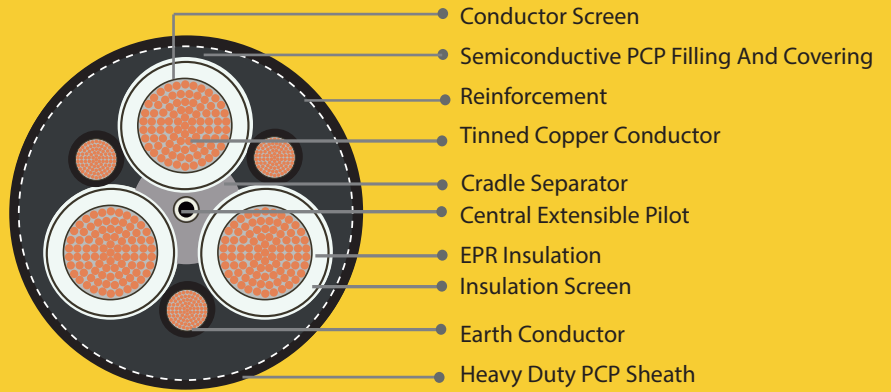 Conductor Screen
Semiconductive PCP Filling And Covering
Reinforcement
Tinned Copper Conductor
Cradle Separator
Central Extensible Pilot
EPR Insulation
Insulation Screen
Earth Conductor
Heavy Duty PCP Sheath